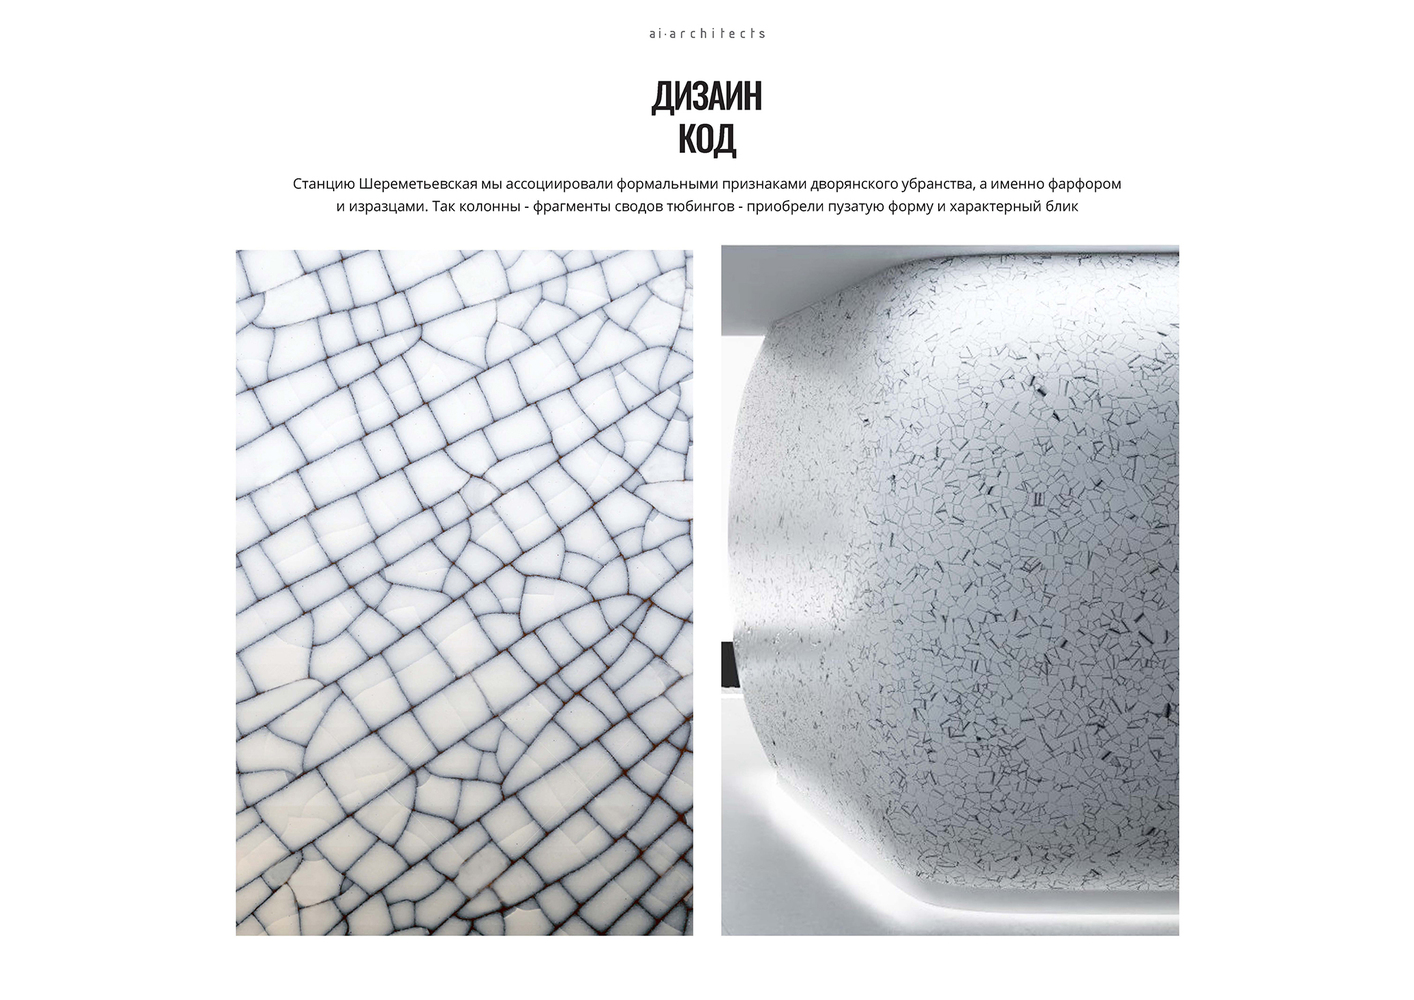 ai-architects
ДИЗАИН
КОД
Станцию Шереметьевская мы ассоциировали формальными признаками дворянского убранства, а именно фарфором
и изразцами. Так колонны - фрагменты сводов тюбингов - приобрели пузатую форму и характерный блик